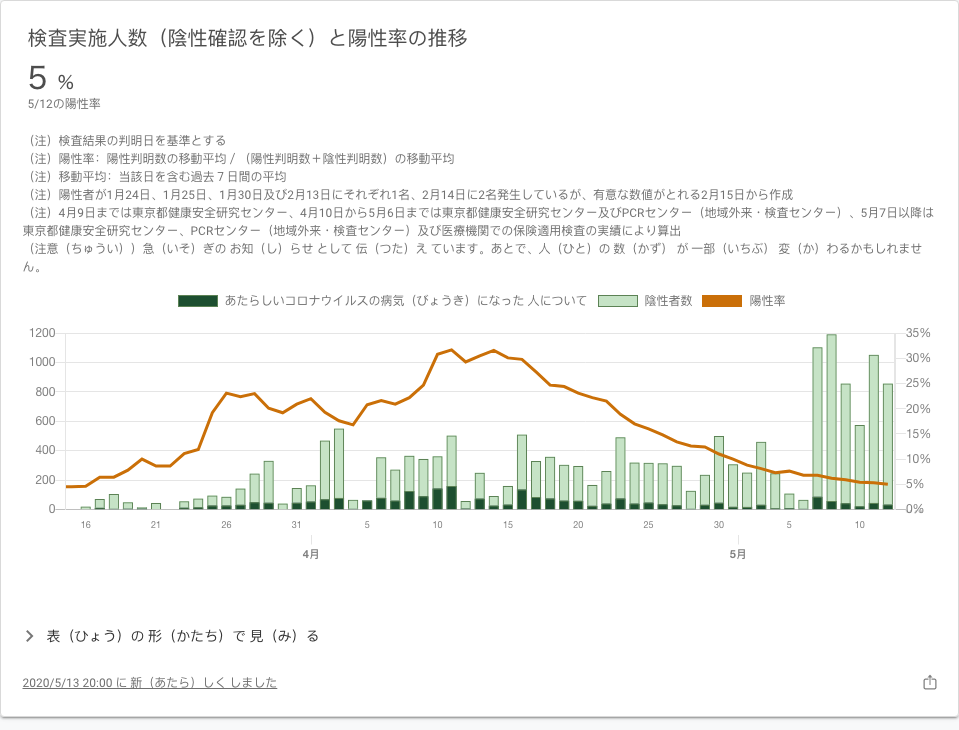 検査実施人数（陰性確認を除く）と陽性率の推移
5 %
5/12の陽性率
（注）検査結果の判明日を基準とする
（注）陽性率：陽性判明数の移動平均 / （陽性判明数＋陰性判明数）の移動平均
（注）移動平均：当該日を含む過去７日間の平均
（注）陽性者が1月24日、1月25日、1月30日及び2月13日にそれぞれ1名、2月14日に2名発生しているが、有意な数値がとれる2月15日から作成
（注）4月9日までは東京都健康安全研究センター、4月10日から5月6日までは東京都健康安全研究センター及びPCRセンター（地域外来・検査センター）、5月7日以降は
東京都健康安全研究センター、PCRセンター（地域外来・検査センター）及び医療機関での保険適用検査の実績により算出
（注意（ちゅうい））急（いそ）ぎの お知（し）らせ として 伝（つた）え ています。あとで、人（ひと）の 数（かず） が 一部（いちぶ） 変（か）わるかもしれませ
ん。
あたらしいコロナウイルスの病気（びょうき）になった 人について 陰性者数 陽性率
1200 35%
1000 30%
800 25%
600 20%
400 15%
200 10%
0 5%
0%
16 21 26 31 5 10 15 20 25 30 5 10
4月 5月
表（ひょう）の 形（かたち）で 見（み）る
2020/5/13 20:00 に 新（あたら）しく しました